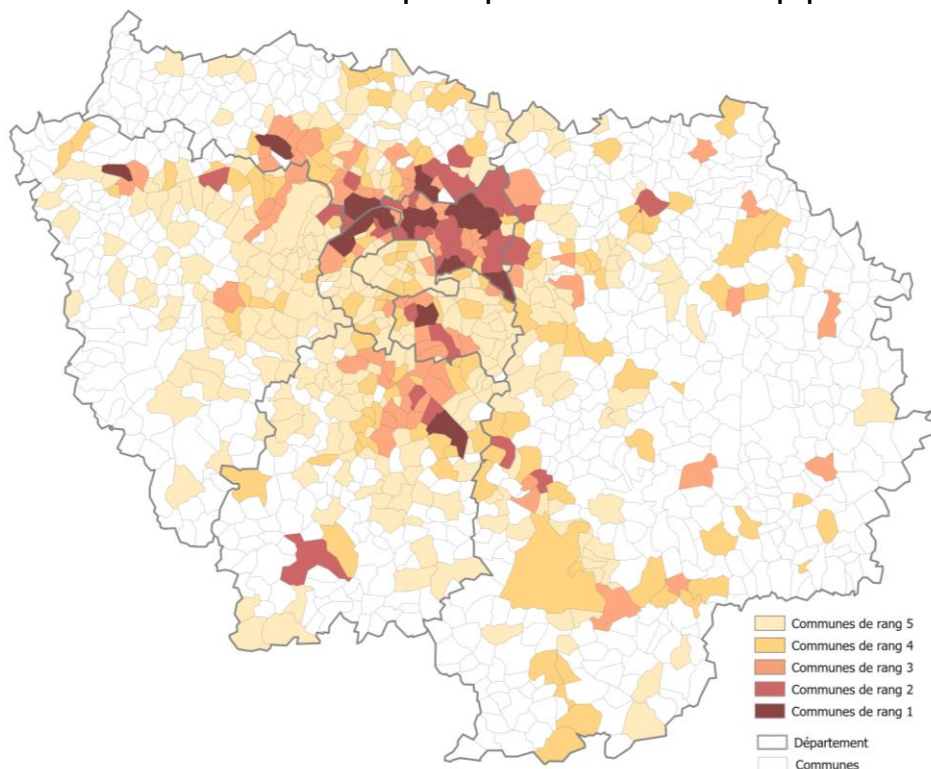 Communes de rang 5
Communes de rang 4
Communes de rang 3
Communes de rang 2
Communes de rang 1
Département
Communes